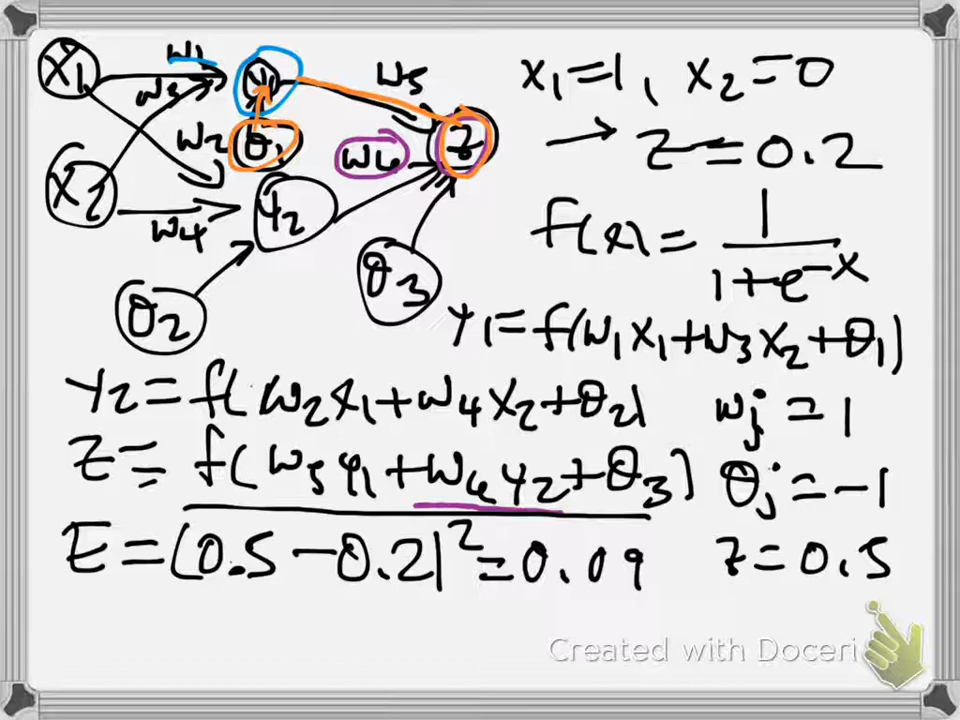 x1 w1 y1 w5 x1=1, x2=0
w3
w2 θ1 w6 z → z=0.2
x2 y2
w4 f(x)=1/(1+e^-x)
θ3
θ2 y1=f(w1x1+w3x2+θ1)
y2=f(w2x1+w4x2+θ2) wj=1
z=f(w5y1+w6y2+θ3) θj=-1
E=(0.5-0.2)^2=0.09 z=0.5
Created with Doceri